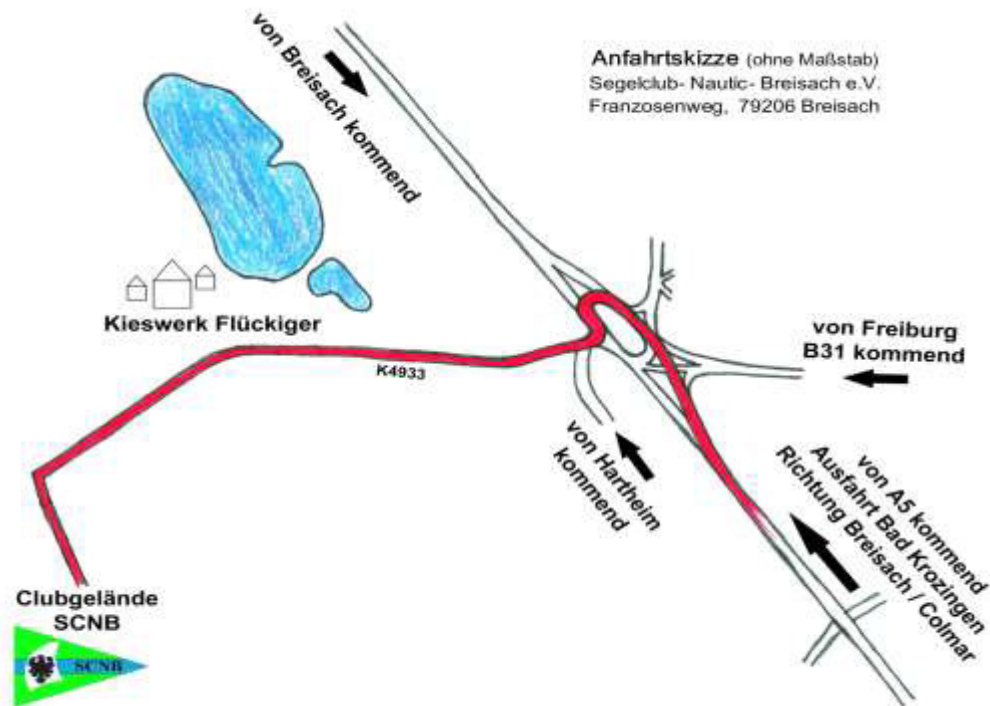 Anfahrtskizze (ohne Maßstab)
Segelclub- Nautic- Breisach e.V.
Franzosenweg, 79206 Breisach
von Breisach kommend
Kieswerk Flückiger
K4933
von Freiburg
B31 kommend
von Hartheim
kommend
von A5 kommend
Ausfahrt Bad Krozingen
Richtung Breisach / Colmar
Clubgelände
SCNB
SCNB